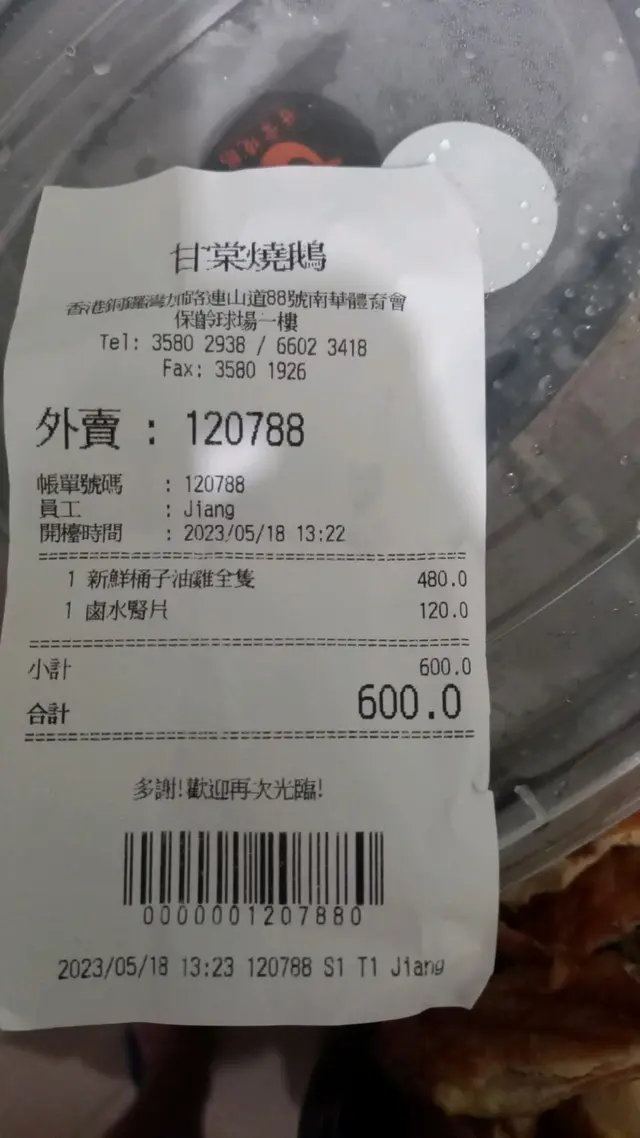 甘棠燒鵝
香港銅鑼灣加路連山道88號南華體育會
保齡球場一樓
Tel: 3580 2938 / 6602 3418
Fax: 3580 1926
外賣 : 120788
帳單號碼 : 120788
員工 : Jiang
開檯時間 : 2023/05/18 13:22
1 新鮮桶子油雞全隻 480.0
1 鹵水腎片 120.0
小計 600.0
合計 600.0
多謝!歡迎再次光臨!
0000001207880
2023/05/18 13:23 120788 S1 T1 Jiang